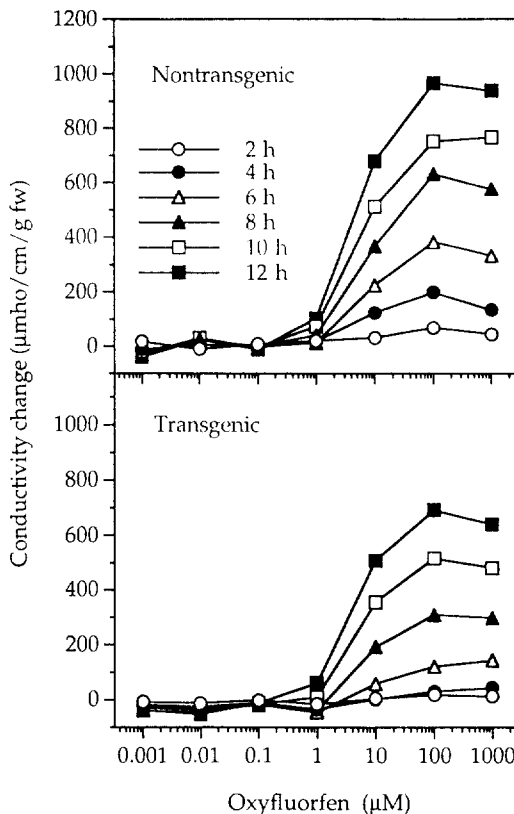 1200
1000
800
600
400
200
0
Nontransgenic
2 h
4 h
6 h
8 h
10 h
12 h
Conductivity change (µmho/cm/g fw)
1000
800
600
400
200
0
Transgenic
0.001 0.01 0.1 1 10 100 1000
Oxyfluorfen (µM)